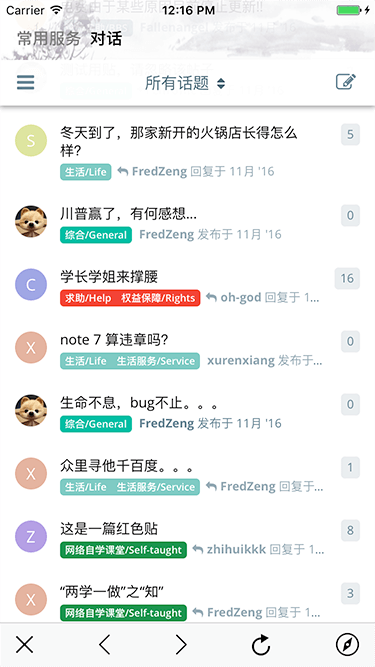 Carrier 12:16 PM
常用服务 对话
所有话题
S 冬天到了，那家新开的火锅店长得怎么 5
样?
生活/Life FredZeng 回复于 11月 '16
川普赢了，有何感想... 0
综合/General FredZeng 发布于 11月 '16
C 学长学姐来撑腰 16
求助/Help 权益保障/Rights oh-god 回复于 1...
X note 7 算违章吗? 0
生活/Life 生活服务/Service xurenxiang 发布于...
生命不息，bug不止。。。 0
综合/General FredZeng 发布于 11月 '16
X 众里寻他千百度。。。 1
生活/Life 生活服务/Service FredZeng 回复于...
Z 这是一篇红色贴 8
网络自学课堂/Self-taught zhihuikkk 回复于 1...
X “两学一做”之“知” 3
网络自学课堂/Self-taught FredZeng 回复于 1...